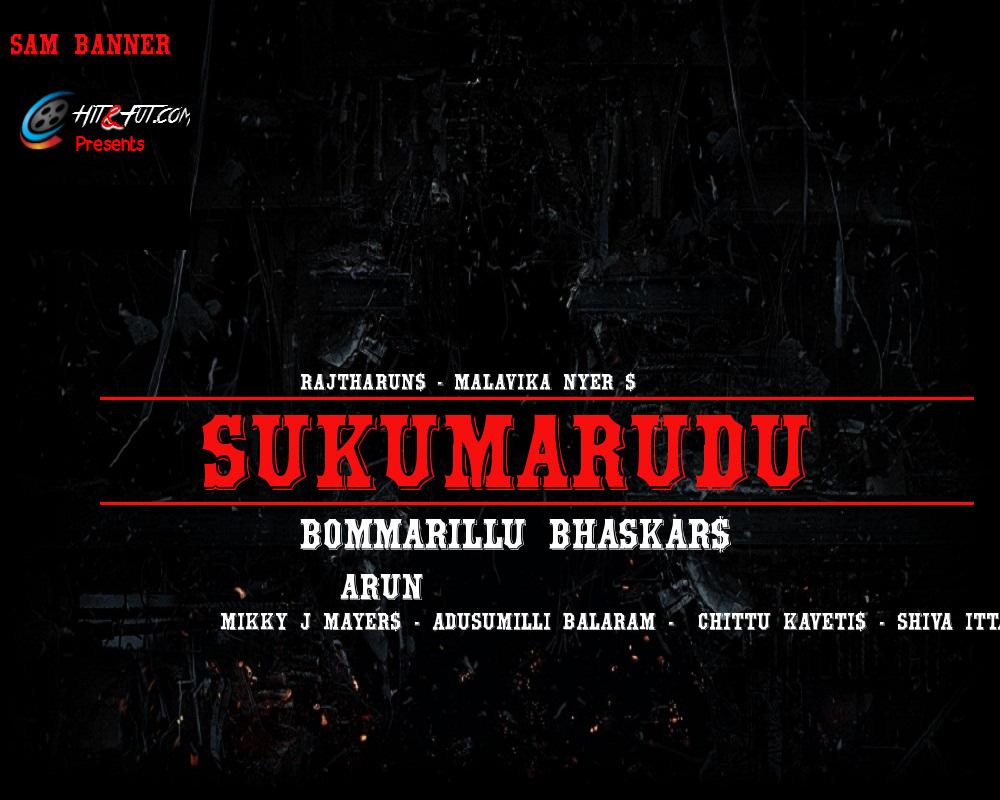 SAM BANNER
HIT&FUT.COM
Presents
RAJTHARUN$ - MALAVIKA NYER $
SUKUMARUDU
BOMMARILLU BHASKAR$
ARUN
MIKKY J MAYER$ - ADUSUMILLI BALARAM - CHITTU KAVETI$ - SHIVA